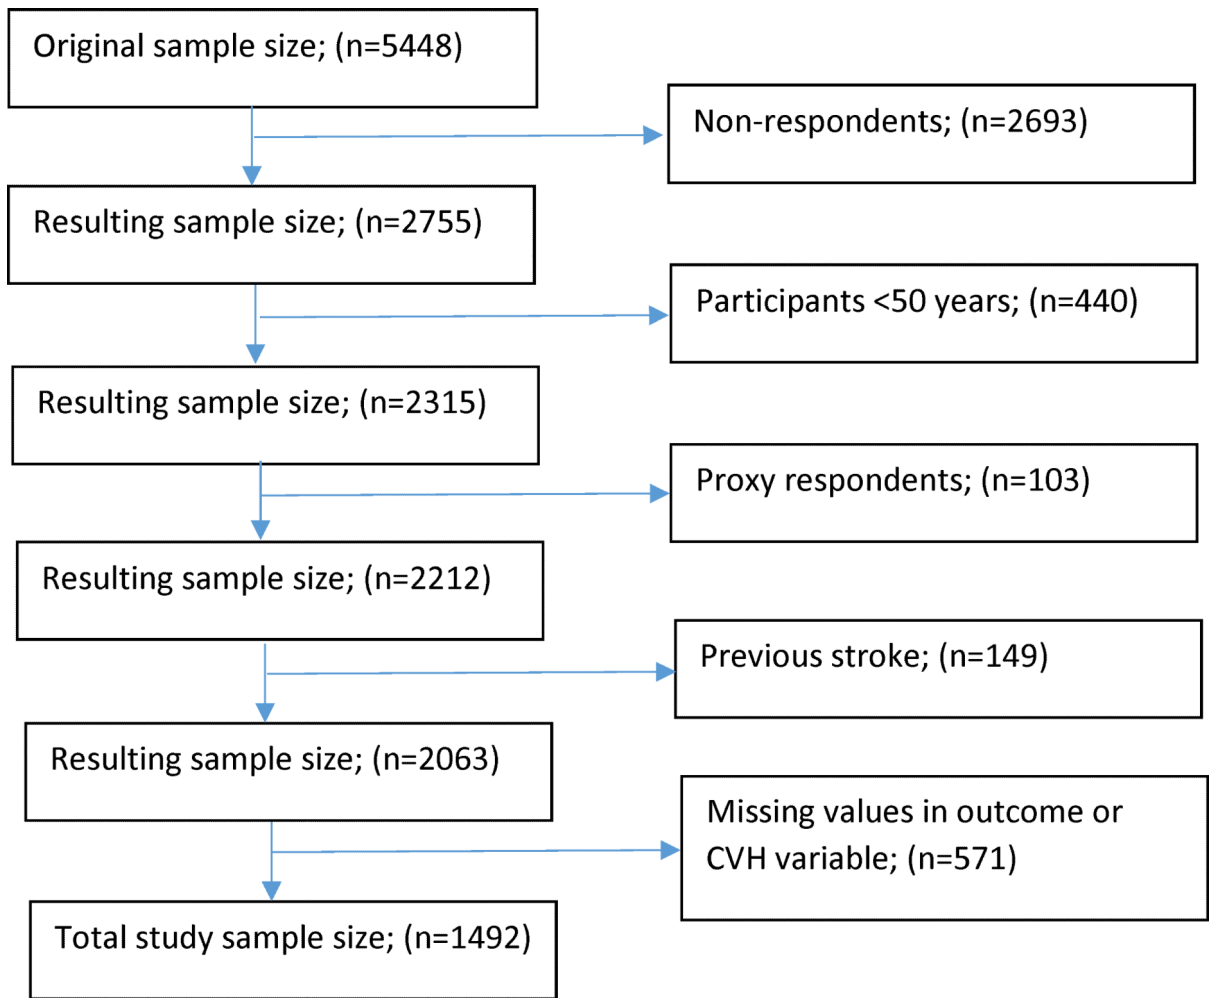 Original sample size; (n=5448)
Non-respondents; (n=2693)
Resulting sample size; (n=2755)
Participants <50 years; (n=440)
Resulting sample size; (n=2315)
Proxy respondents; (n=103)
Resulting sample size; (n=2212)
Previous stroke; (n=149)
Resulting sample size; (n=2063)
Missing values in outcome or
CVH variable; (n=571)
Total study sample size; (n=1492)